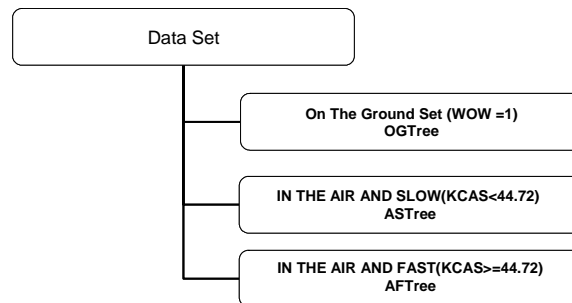 Data Set
On The Ground Set (WOW =1)
OGTree
IN THE AIR AND SLOW(KCAS<44.72)
ASTree
IN THE AIR AND FAST(KCAS>=44.72)
AFTree